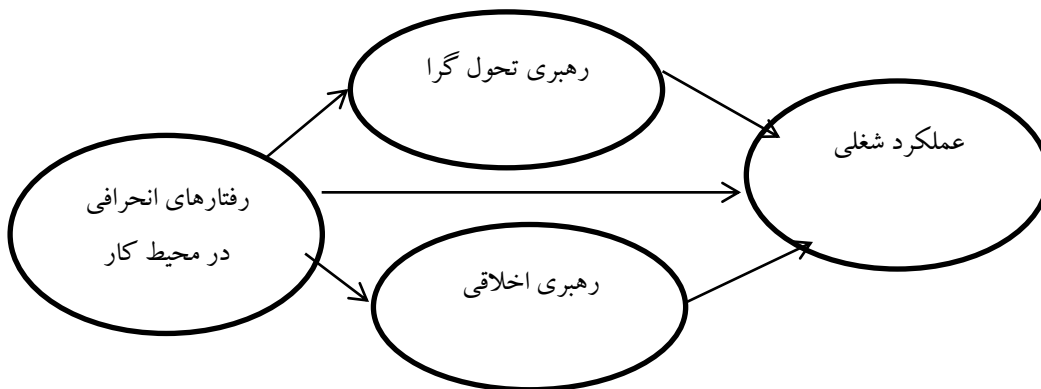 رهبری تحول گرا
عملکرد شغلی
رفتارهای انحرافی
در محیط کار
رهبری اخلاقی